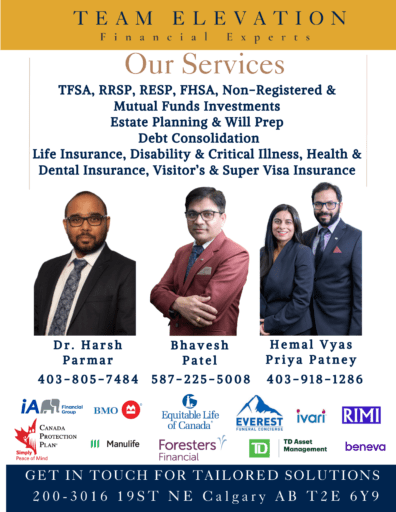 TEAM ELEVATION
Financial Experts
Our Services
TFSA, RRSP, RESP, FHSA, Non-Registered &
Mutual Funds Investments
Estate Planning & Will Prep
Debt Consolidation
Life Insurance, Disability & Critical Illness, Health &
Dental Insurance, Visitor's & Super Visa Insurance
Dr. Harsh
Parmar
403-805-7484
Bhavesh
Patel
587-225-5008
Hemal Vyas
Priya Patney
403-918-1286
iA Financial
Group
BMO
Equitable Life
of Canada
EVEREST
FUNERAL CONCIERGE
ivari
RIMI
CANADA
PROTECTION
PLAN
Simply
Peace of Mind
Manulife
Foresters
Financial
TD
TD Asset
Management
beneva
GET IN TOUCH FOR TAILORED SOLUTIONS
200-3016 19ST NE Calgary AB T2E 6Y9